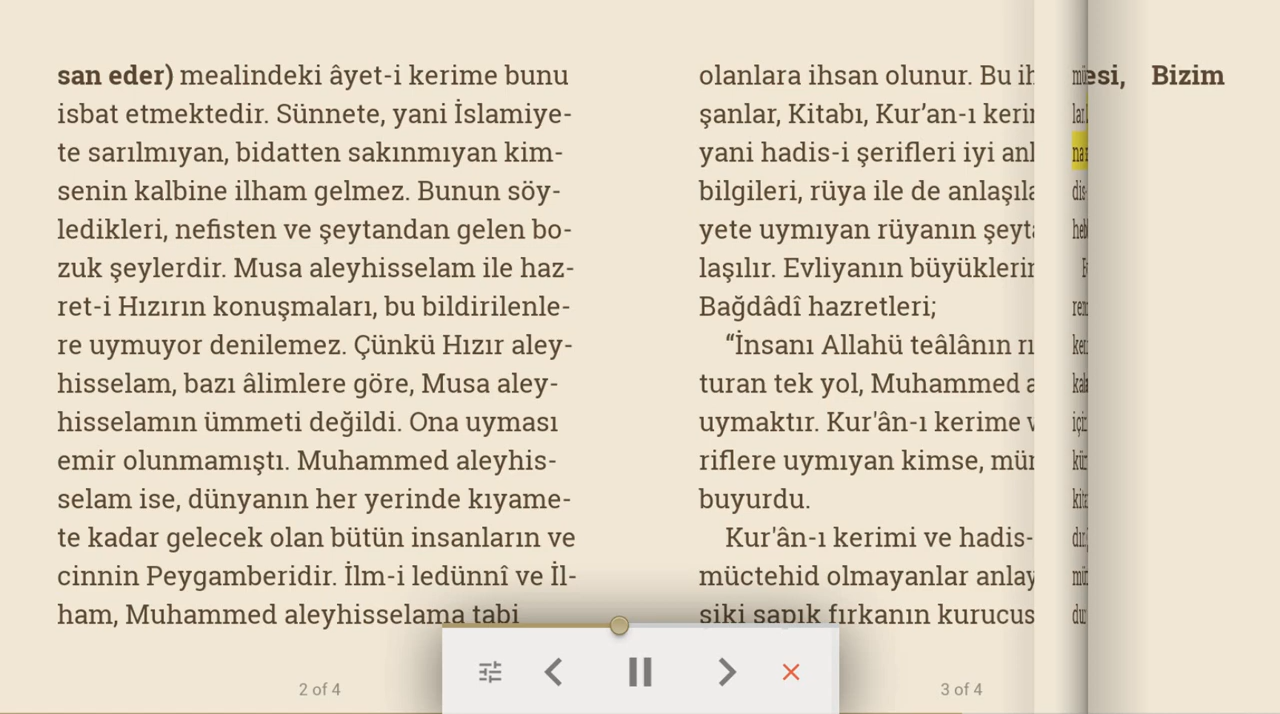 san eder) mealindeki âyet-i kerime bunu
isbat etmektedir. Sünnete, yani İslamiye-
te sarılmıyan, bidatten sakınmıyan kim-
senin kalbine ilham gelmez. Bunun söy-
ledikleri, nefisten ve şeytandan gelen bo-
zuk şeylerdir. Musa aleyhisselam ile haz-
ret-i Hızırın konuşmaları, bu bildirilenle-
re uymuyor denilemez. Çünkü Hızır aley-
hisselam, bazı âlimlere göre, Musa aley-
hisselamın ümmeti değildi. Ona uyması
emir olunmamıştı. Muhammed aleyhis-
selam ise, dünyanın her yerinde kıyame-
te kadar gelecek olan bütün insanların ve
cinnin Peygamberidir. İlm-i ledünnî ve İl-
ham, Muhammed aleyhisselama tabi
2 of 4
olanlara ihsan olunur. Bu
şanlar, Kitabı, Kur’an-ı
yani hadis-i şerifleri iyi
bilgileri, rüya ile de
yete uymıyan rüyanın
laşılır. Evliyanın
Bağdâdî hazretleri;
“İnsanı Allahü teâlânın
turan tek yol, Muhammed
uymaktır. Kur'ân-ı kerime
riflere uymıyan kimse,
buyurdu.
Kur'ân-ı kerimi ve hadis-
müctehid olmayanlar
siki sapık fırkanın
3 of 4
esi, Bizim